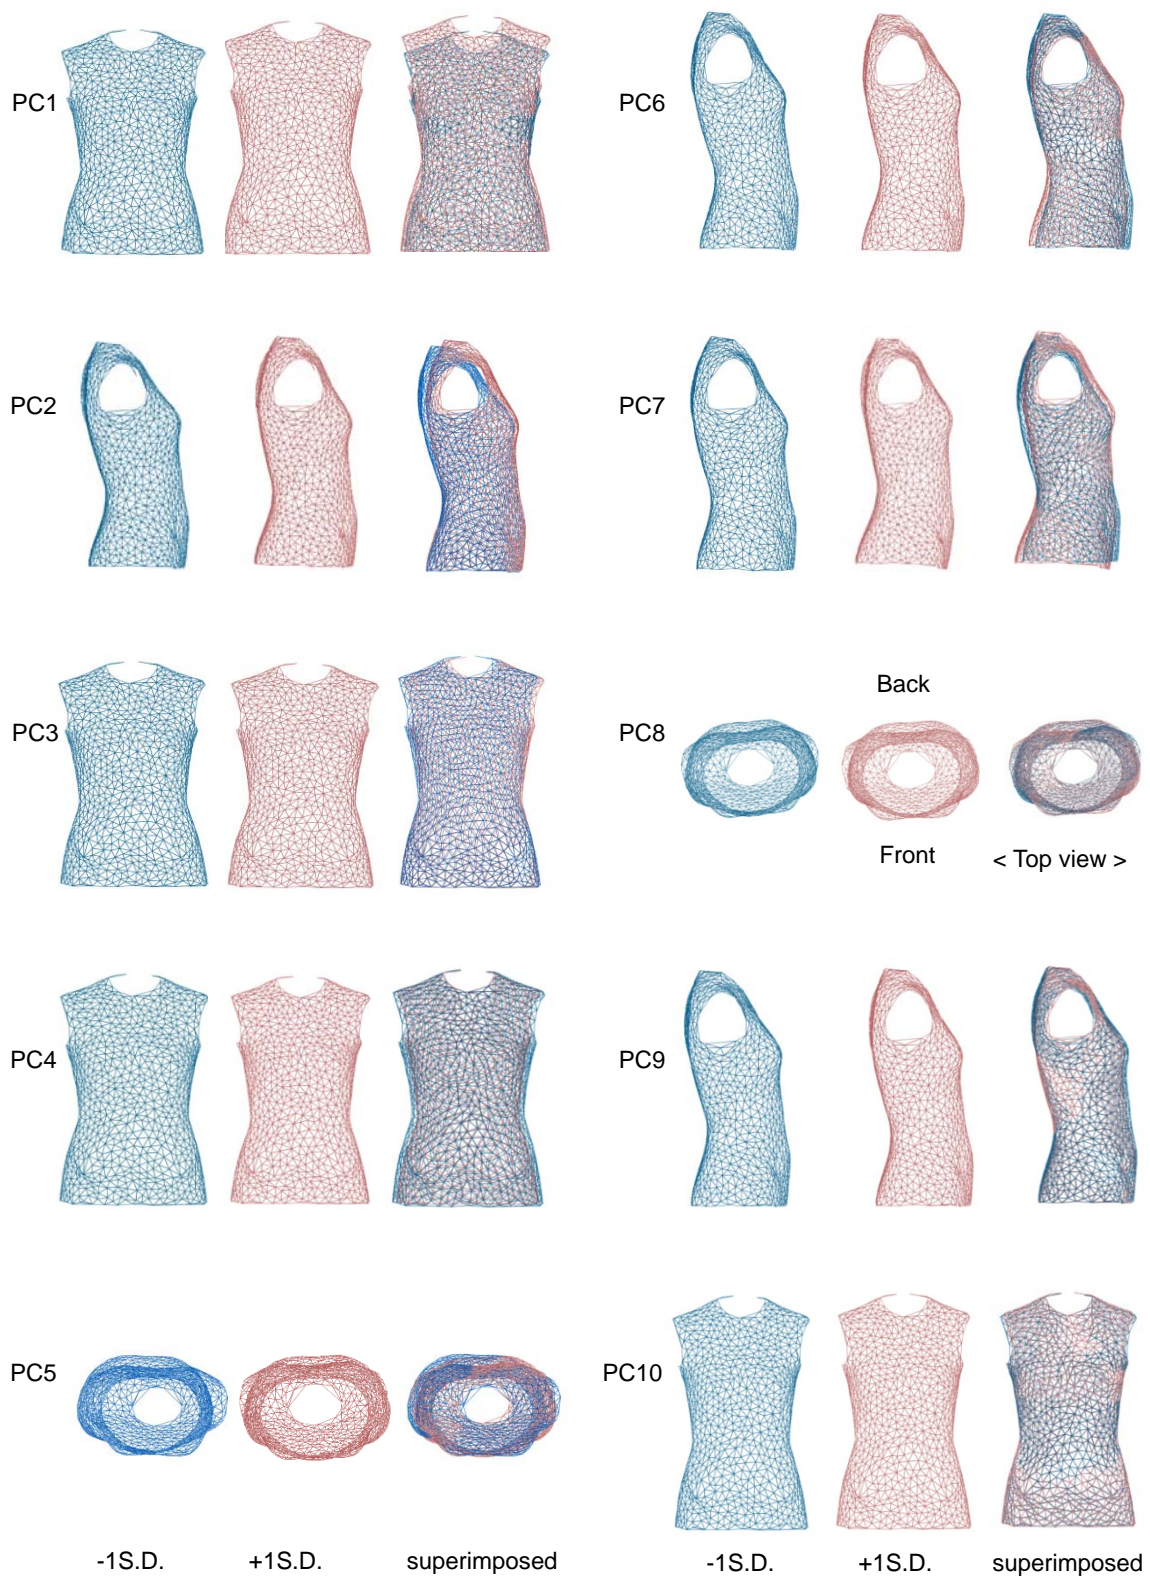 PC1
PC2
PC3
PC4
PC5
-1S.D. +1S.D. superimposed
PC6
PC7
Back
PC8
Front < Top view >
PC9
PC10
-1S.D. +1S.D. superimposed